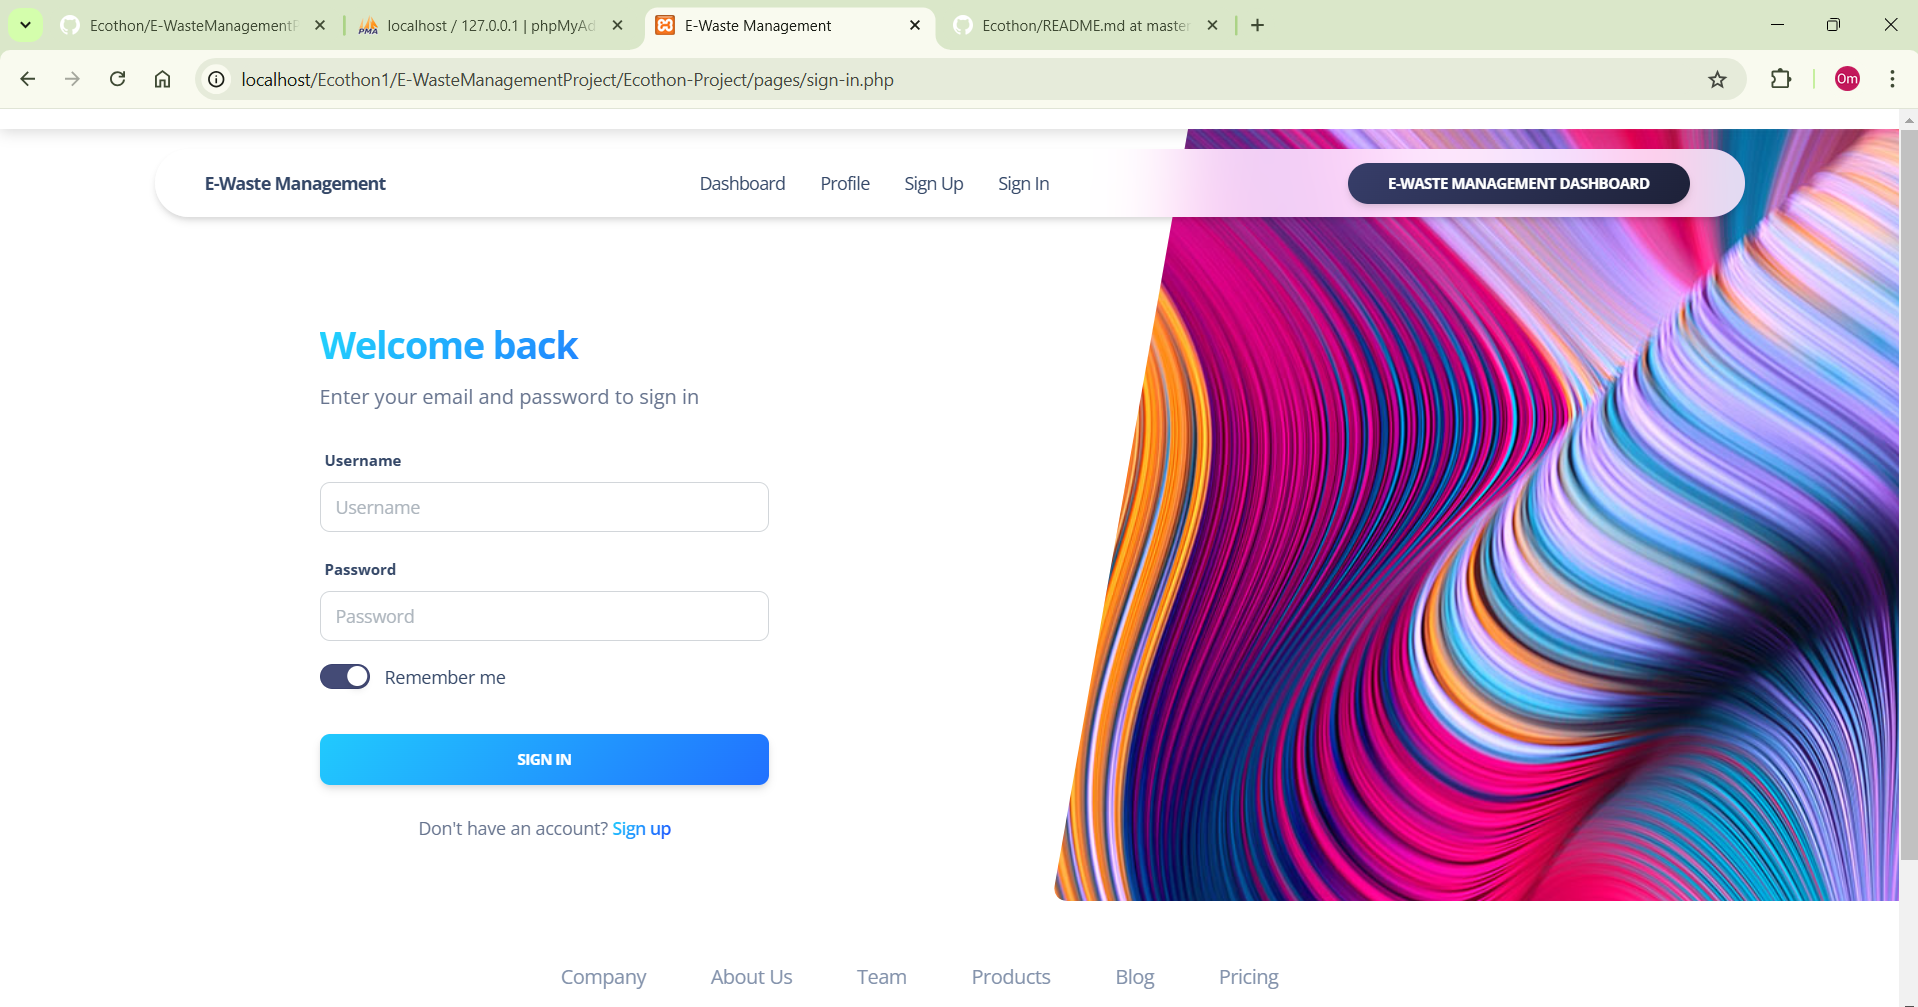 Ecothon/E-WasteManagementP
localhost / 127.0.0.1 | phpMyAd
E-Waste Management
Ecothon/README.md at master
localhost/Ecothon1/E-WasteManagementProject/Ecothon-Project/pages/sign-in.php
Om
E-Waste Management
Dashboard
Profile
Sign Up
Sign In
E-WASTE MANAGEMENT DASHBOARD
Welcome back
Enter your email and password to sign in
Username
Username
Password
Password
Remember me
SIGN IN
Don't have an account? Sign up
Company
About Us
Team
Products
Blog
Pricing